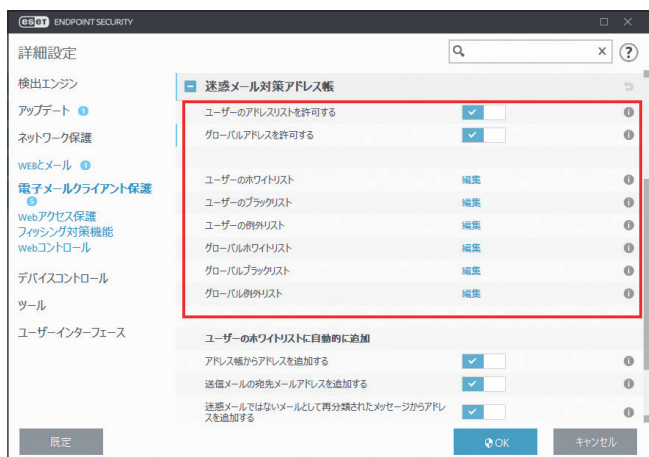 eset ENDPOINT SECURITY
詳細設定
x
?
検出エンジン
アップデート 1
ネットワーク保護
WEBとメール 1
電子メールクライアント保護
5
Webアクセス保護
フィッシング対策機能
Webコントロール
デバイスコントロール
ツール
ユーザーインターフェース
迷惑メール対策アドレス帳
ユーザーのアドレスリストを許可する
グローバルアドレスを許可する
ユーザーのホワイトリスト 編集
ユーザーのブラックリスト 編集
ユーザーの例外リスト 編集
グローバルホワイトリスト 編集
グローバルブラックリスト 編集
グローバル例外リスト 編集
ユーザーのホワイトリストに自動的に追加
アドレス帳からアドレスを追加する
送信メールの宛先メールアドレスを追加する
迷惑メールではないメールとして再分類されたメッセージからアドレ
スを追加する
既定
OK
キャンセル